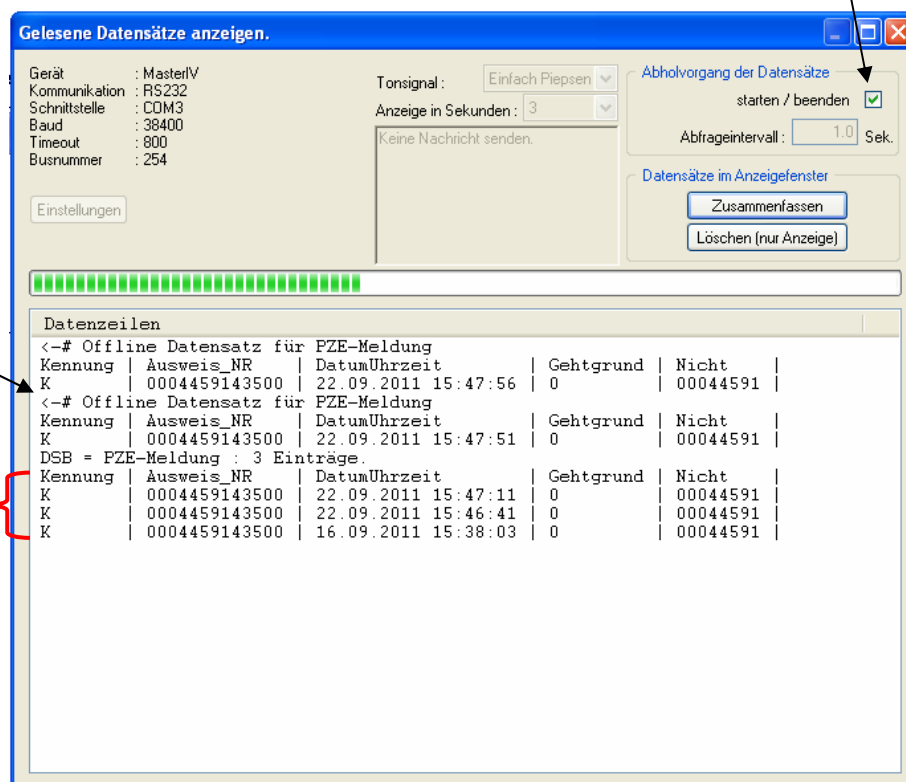 Gelesene Datensätze anzeigen.
Gerät : MasterIV
Kommunikation : RS232
Schnittstelle : COM3
Baud : 38400
Timeout : 800
Busnummer : 254
Einstellungen
Tonsignal : Einfach Piepsen
Anzeige in Sekunden : 3
Keine Nachricht senden.
Abholvorgang der Datensätze
starten / beenden
Abfrageintervall : 1.0 Sek.
Datensätze im Anzeigefenster
Zusammenfassen
Löschen (nur Anzeige)
Datenzeilen
<-# Offline Datensatz für PZE-Meldung
Kennung | Ausweis_NR | DatumUhrzeit | Gehtgrund | Nicht |
K | 0004459143500 | 22.09.2011 15:47:56 | 0 | 00044591 |
<-# Offline Datensatz für PZE-Meldung
Kennung | Ausweis_NR | DatumUhrzeit | Gehtgrund | Nicht |
K | 0004459143500 | 22.09.2011 15:47:51 | 0 | 00044591 |
DSB = PZE-Meldung : 3 Einträge.
Kennung | Ausweis_NR | DatumUhrzeit | Gehtgrund | Nicht |
K | 0004459143500 | 22.09.2011 15:47:11 | 0 | 00044591 |
K | 0004459143500 | 22.09.2011 15:46:41 | 0 | 00044591 |
K | 0004459143500 | 16.09.2011 15:38:03 | 0 | 00044591 |